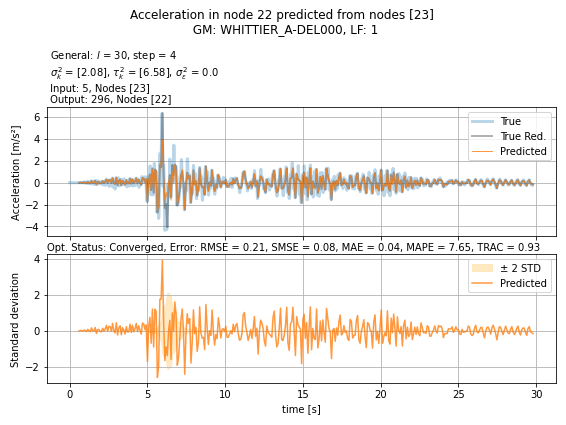 Acceleration in node 22 predicted from nodes [23]
GM: WHITTIER_A-DEL000, LF: 1
General: l = 30, step = 4
σ²ₖ = [2.08], τ²ₖ = [6.58], σ²ε = 0.0
Input: 5, Nodes [23]
Output: 296, Nodes [22]
Acceleration [m/s²]
6
4
2
0
−2
−4
True
True Red.
Predicted
Opt. Status: Converged, Error: RMSE = 0.21, SMSE = 0.08, MAE = 0.04, MAPE = 7.65, TRAC = 0.93
Standard deviation
4
2
0
−2
± 2 STD
Predicted
0 5 10 15 20 25 30
time [s]